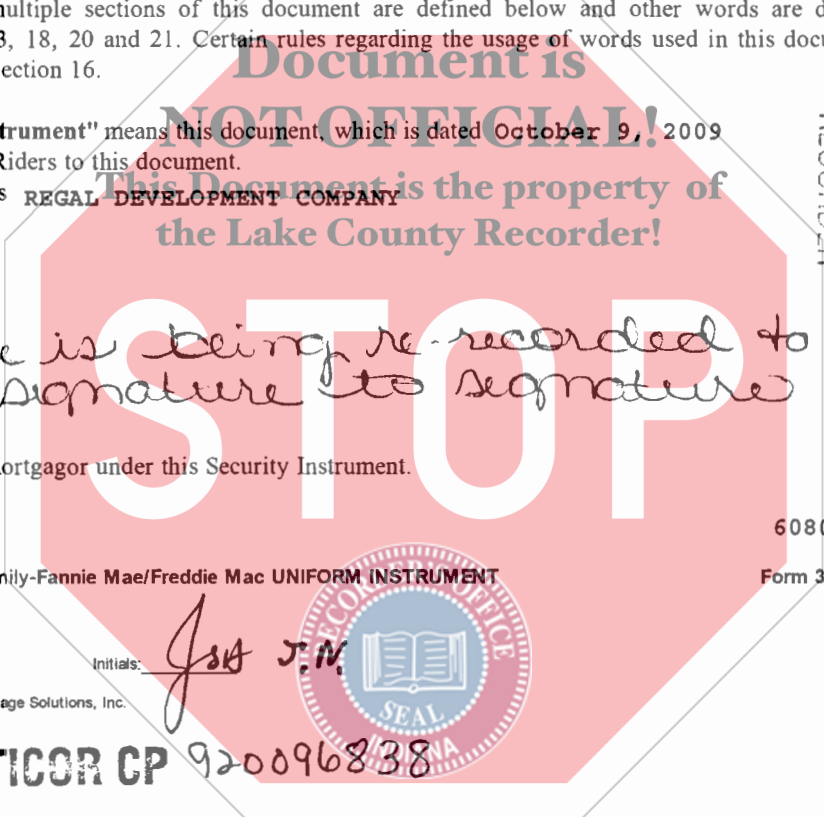 multiple sections of this document are defined below and other words are d
3, 18, 20 and 21. Certain rules regarding the usage of words used in this docu
ection 16.
Document is
NOT OFFICIAL!
trument" means this document, which is dated October 9, 2009
Riders to this document.
This Document is the property of
s REGAL DEVELOPMENT COMPANY
the Lake County Recorder!
STOP
e is being re-recorded to
signature to segnature
ortgagor under this Security Instrument.
608
mily-Fannie Mae/Freddie Mac UNIFORM INSTRUMENT Form 3
RECORDER'S OFFICE
Initials: JSH J.N.
age Solutions, Inc.
SEAL
INDIANA
TICOR CP 920096838